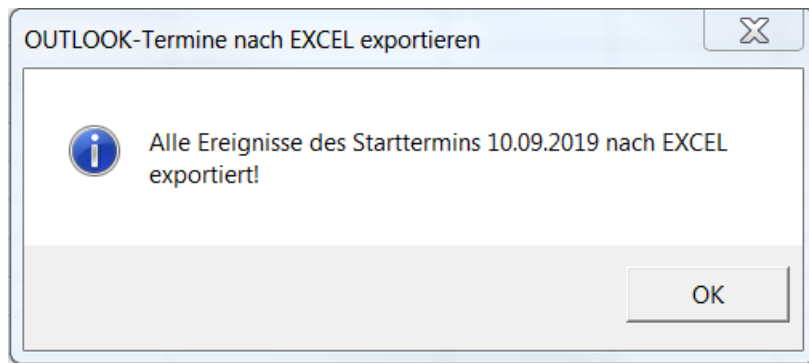 OUTLOOK-Termine nach EXCEL exportieren
Alle Ereignisse des Starttermins 10.09.2019 nach EXCEL
exportiert!
OK